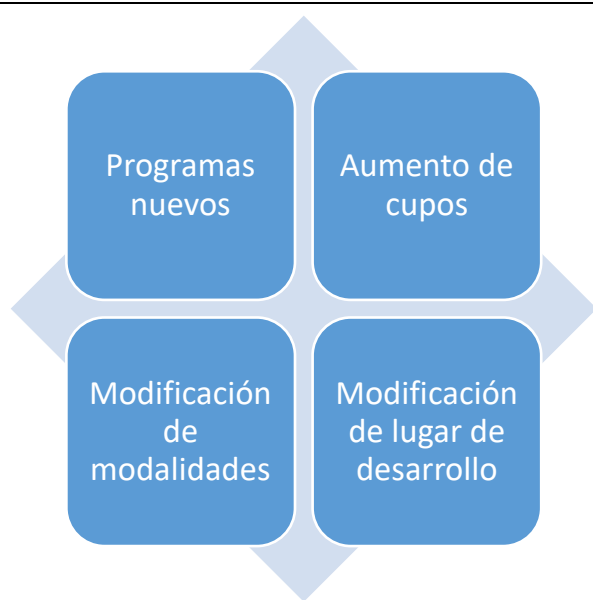 Programas
nuevos
Aumento de
cupos
Modificación
de
modalidades
Modificación
de lugar de
desarrollo